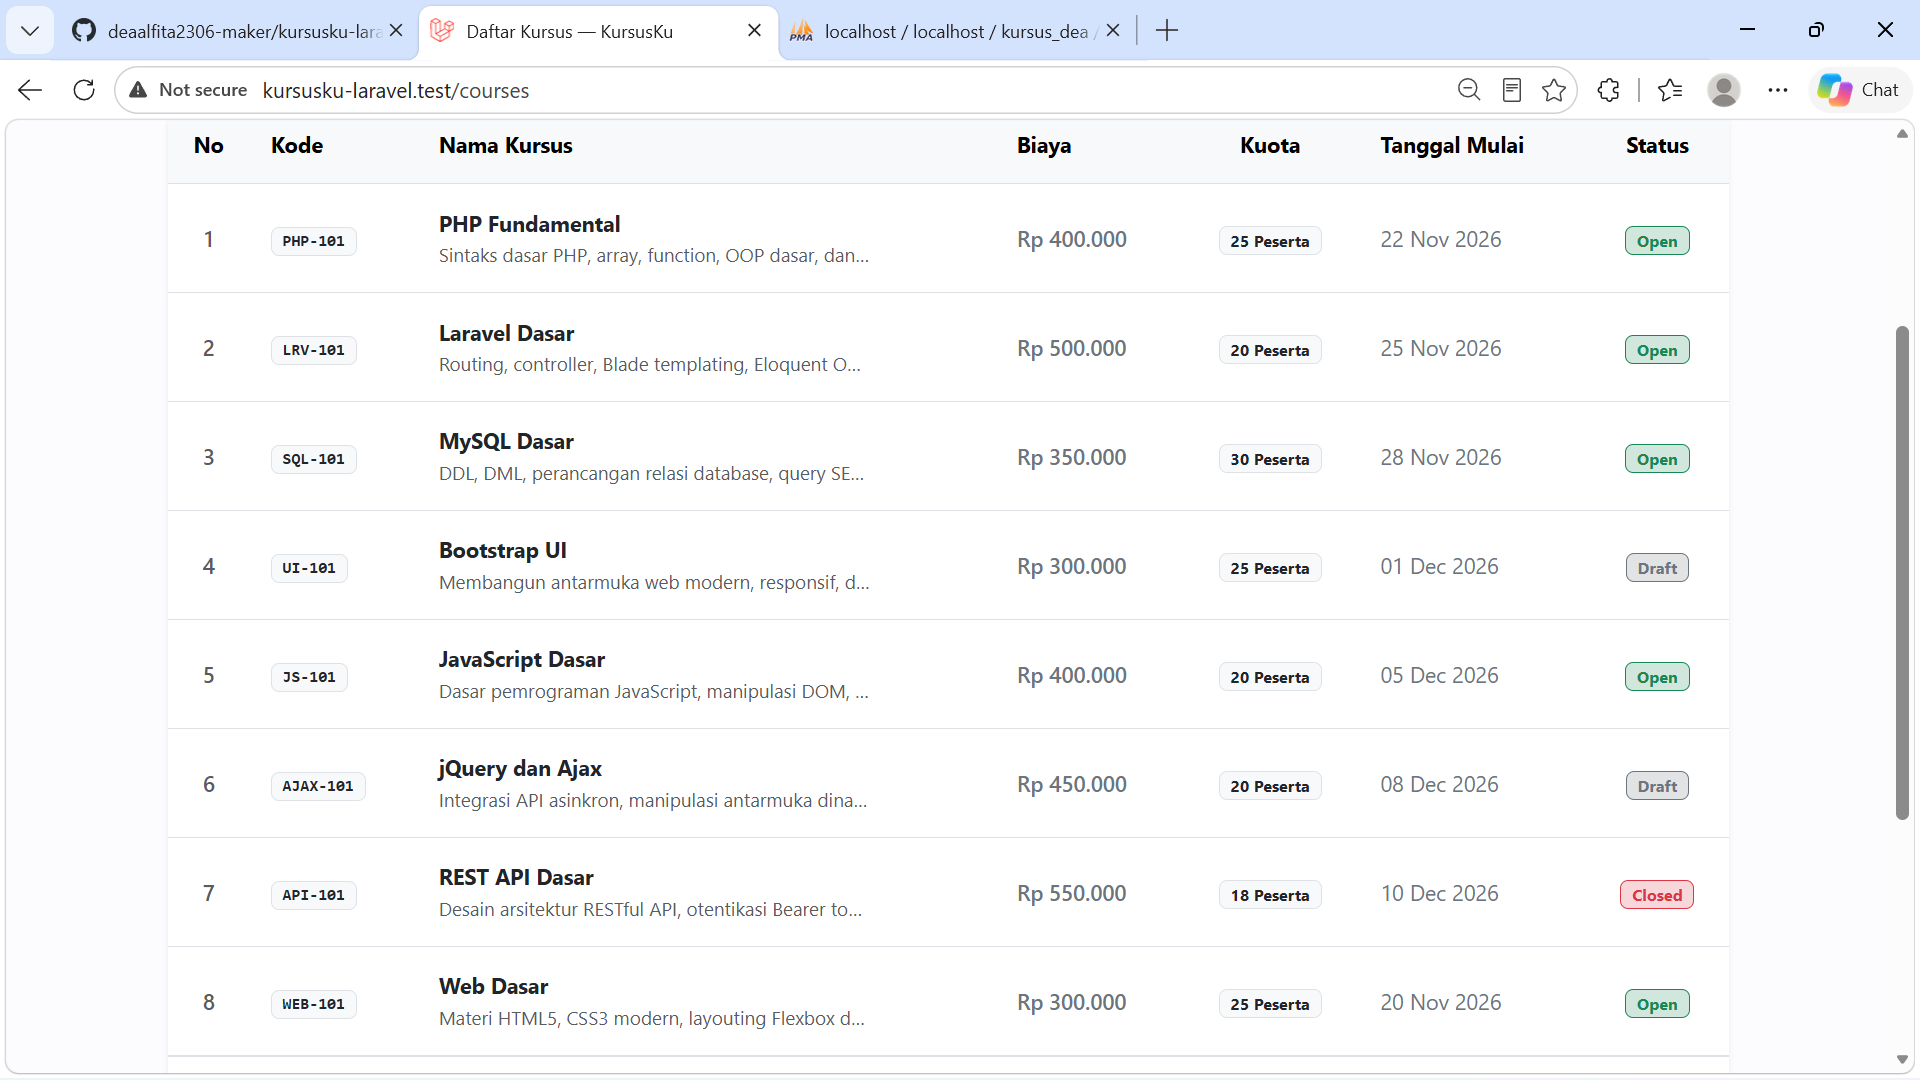 deaalfita2306-maker/kursusku-lara
Daftar Kursus — KursusKu
PMA
localhost / localhost / kursus_dea /
Not secure
kursusku-laravel.test/courses
Chat
No Kode Nama Kursus Biaya Kuota Tanggal Mulai Status
1 PHP-101 PHP Fundamental Rp 400.000 25 Peserta 22 Nov 2026 Open
Sintaks dasar PHP, array, function, OOP dasar, dan...
2 LRV-101 Laravel Dasar Rp 500.000 20 Peserta 25 Nov 2026 Open
Routing, controller, Blade templating, Eloquent O...
3 SQL-101 MySQL Dasar Rp 350.000 30 Peserta 28 Nov 2026 Open
DDL, DML, perancangan relasi database, query SE...
4 UI-101 Bootstrap UI Rp 300.000 25 Peserta 01 Dec 2026 Draft
Membangun antarmuka web modern, responsif, d...
5 JS-101 JavaScript Dasar Rp 400.000 20 Peserta 05 Dec 2026 Open
Dasar pemrograman JavaScript, manipulasi DOM, ...
6 AJAX-101 jQuery dan Ajax Rp 450.000 20 Peserta 08 Dec 2026 Draft
Integrasi API asinkron, manipulasi antarmuka dina...
7 API-101 REST API Dasar Rp 550.000 18 Peserta 10 Dec 2026 Closed
Desain arsitektur RESTful API, otentikasi Bearer to...
8 WEB-101 Web Dasar Rp 300.000 25 Peserta 20 Nov 2026 Open
Materi HTML5, CSS3 modern, layouting Flexbox d...